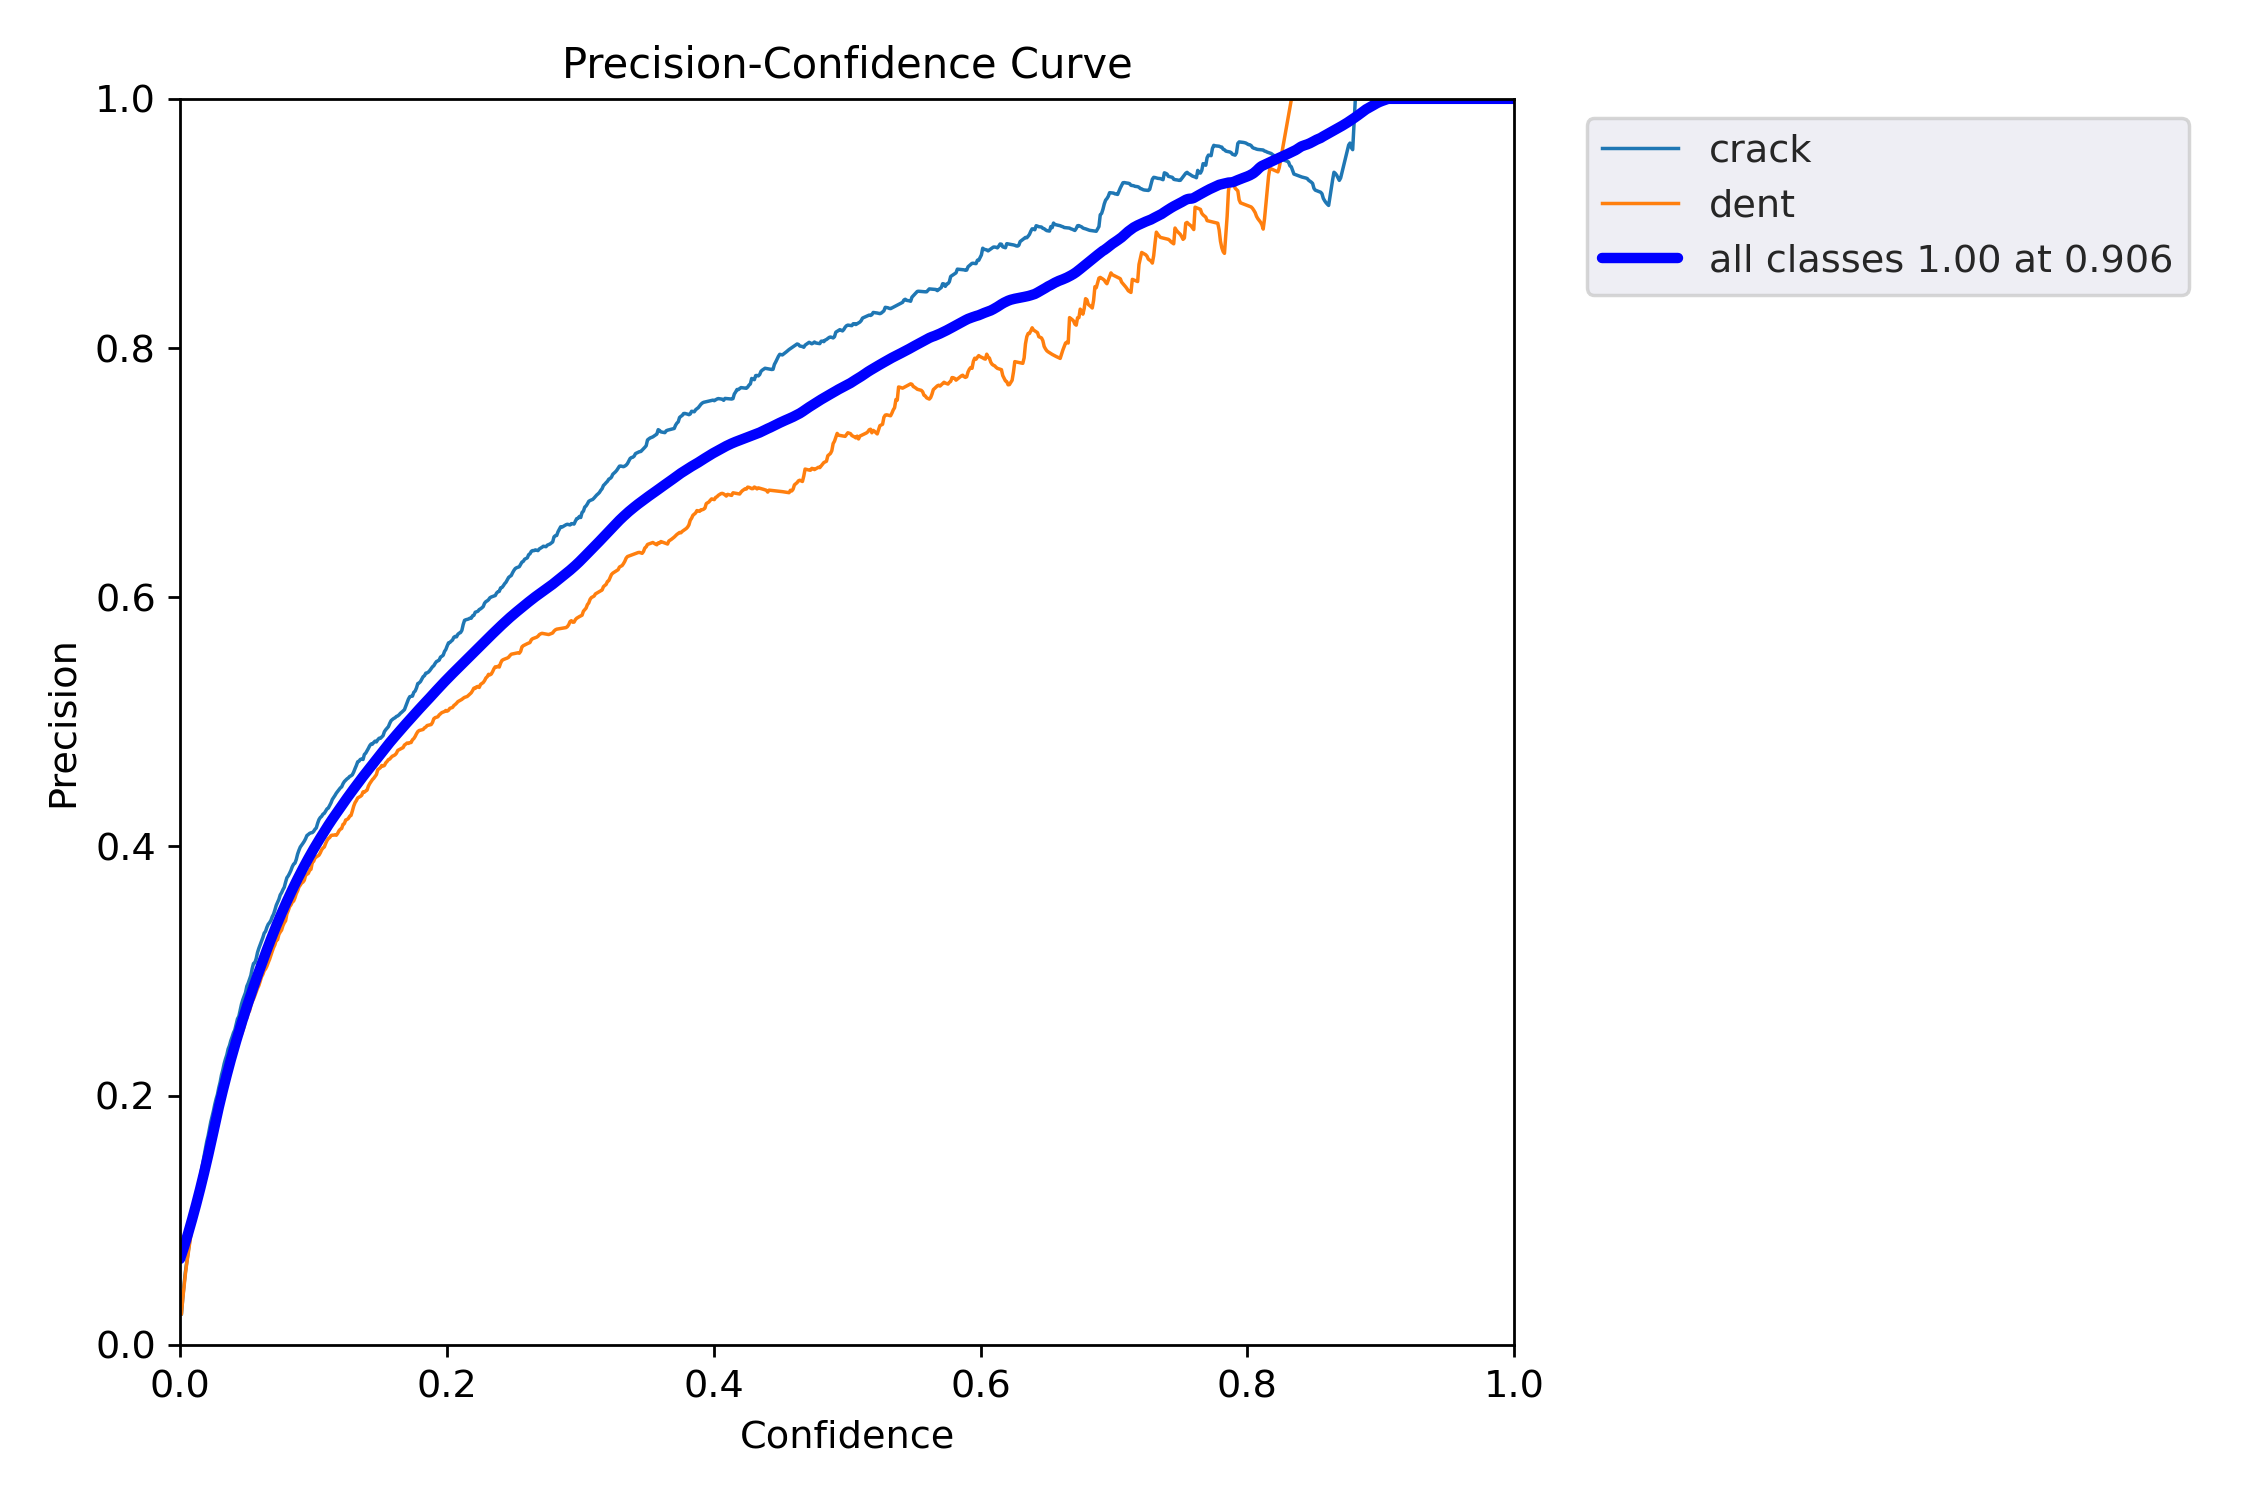 Precision-Confidence Curve
1.0
0.8
0.6
0.4
0.2
0.0
Precision
0.0 0.2 0.4 0.6 0.8 1.0
Confidence
crack
dent
all classes 1.00 at 0.906